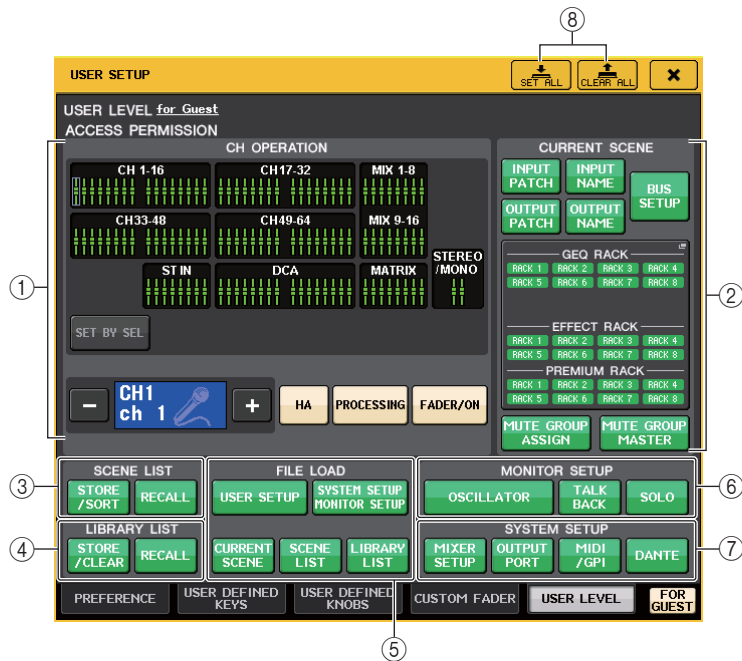 ⑧
USER SETUP
SET ALL
CLEAR ALL
USER LEVEL for Guest
ACCESS PERMISSION
CH OPERATION
CH 1-16
CH17-32
MIX 1-8
CH33-48
CH49-64
MIX 9-16
ST IN
DCA
MATRIX
STEREO
/MONO
SET BY SEL
CH1
ch 1
HA
PROCESSING
FADER/ON
①
CURRENT SCENE
INPUT
PATCH
INPUT
NAME
BUS
SETUP
OUTPUT
PATCH
OUTPUT
NAME
GEQ RACK
RACK 1 RACK 2 RACK 3 RACK 4
RACK 5 RACK 6 RACK 7 RACK 8
EFFECT RACK
RACK 1 RACK 2 RACK 3 RACK 4
RACK 5 RACK 6 RACK 7 RACK 8
PREMIUM RACK
RACK 1 RACK 2 RACK 3 RACK 4
RACK 5 RACK 6 RACK 7 RACK 8
MUTE GROUP
ASSIGN
MUTE GROUP
MASTER
②
③
SCENE LIST
STORE
/SORT
RECALL
④
LIBRARY LIST
STORE
/CLEAR
RECALL
FILE LOAD
USER SETUP
SYSTEM SETUP
MONITOR SETUP
CURRENT
SCENE
SCENE
LIST
LIBRARY
LIST
⑤
MONITOR SETUP
OSCILLATOR
TALK
BACK
SOLO
⑥
SYSTEM SETUP
MIXER
SETUP
OUTPUT
PORT
MIDI
/GPI
DANTE
⑦
PREFERENCE
USER DEFINED
KEYS
USER DEFINED
KNOBS
CUSTOM FADER
USER LEVEL
FOR
GUEST